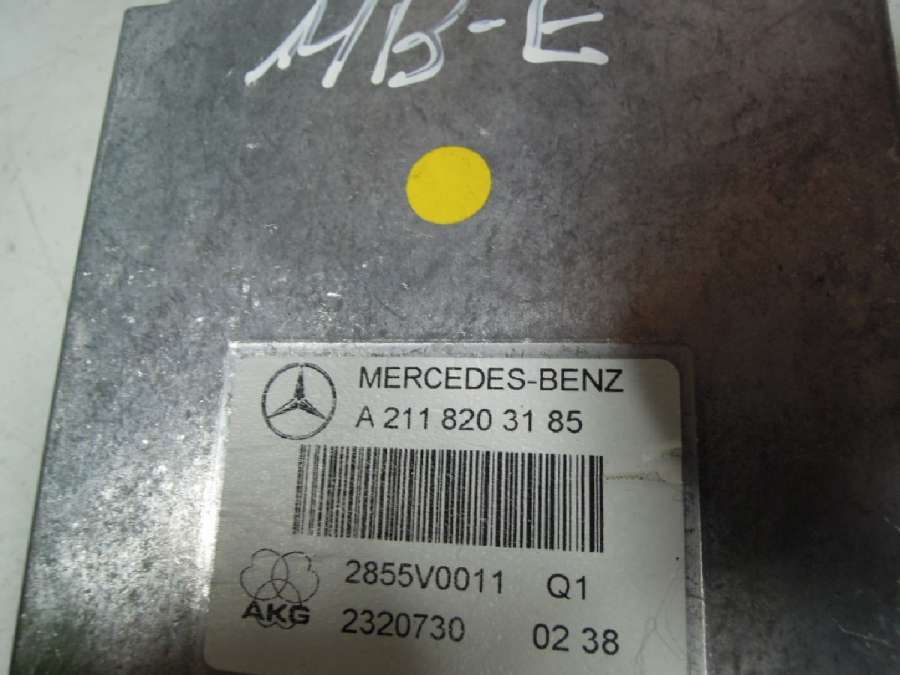 MB-E
MERCEDES-BENZ
A 211 820 31 85
2855V0011 Q1
AKG
2320730 02 38